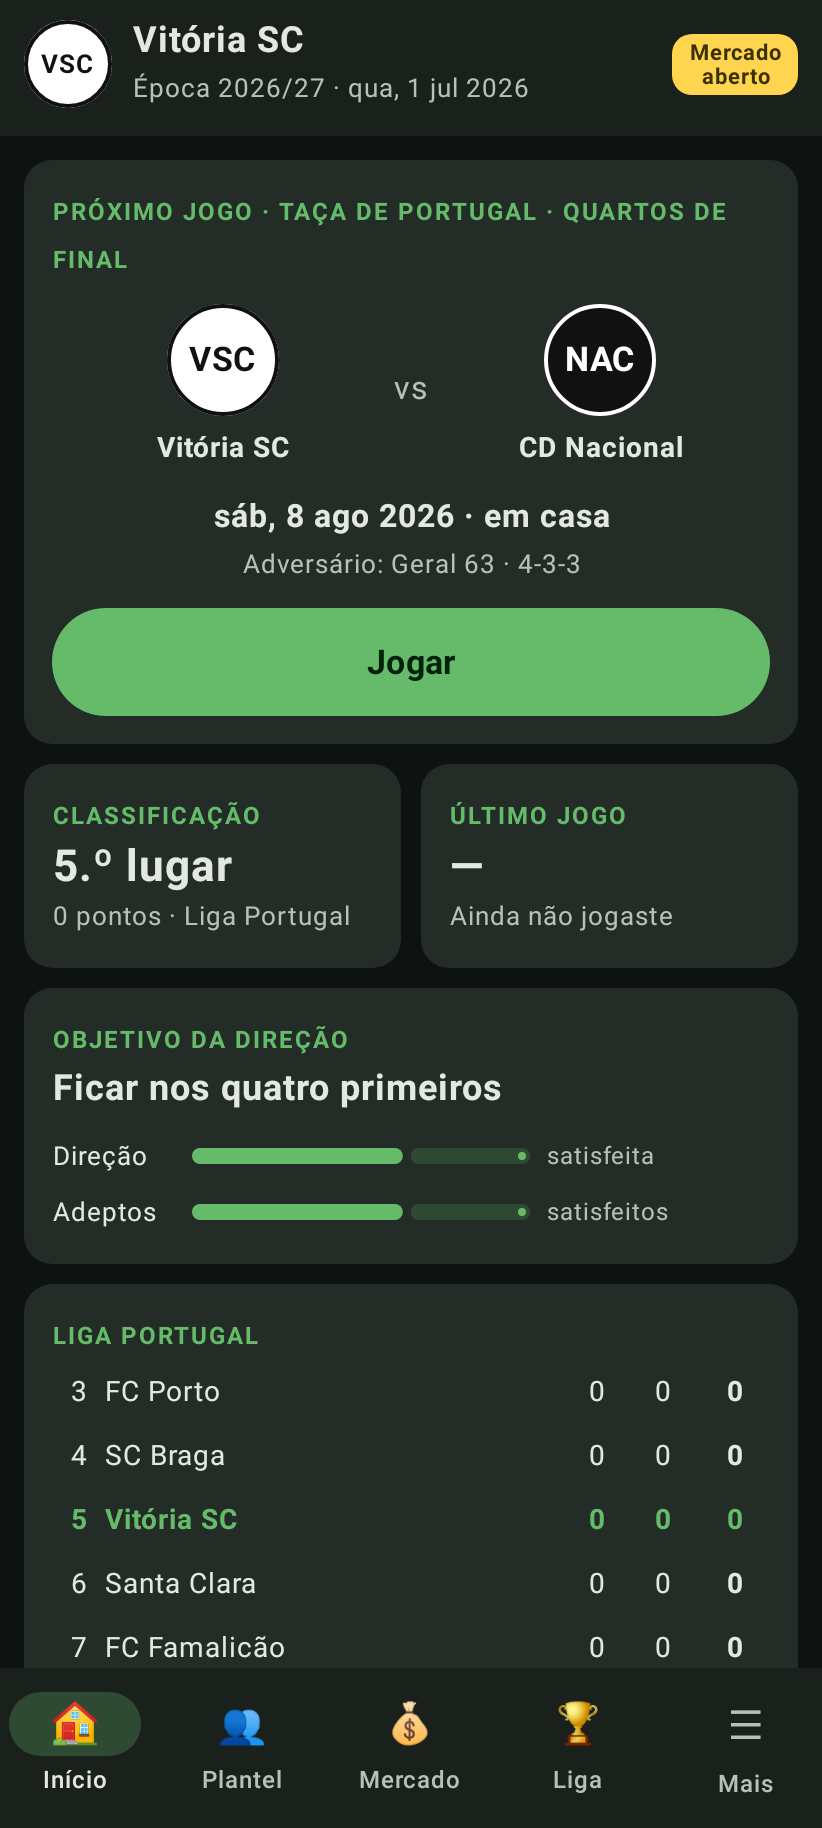 VSC
Vitória SC
Época 2026/27 · qua, 1 jul 2026
Mercado
aberto
PRÓXIMO JOGO · TAÇA DE PORTUGAL · QUARTOS DE
FINAL
VSC
vs
NAC
Vitória SC
CD Nacional
sáb, 8 ago 2026 · em casa
Adversário: Geral 63 · 4-3-3
Jogar
CLASSIFICAÇÃO
5.º lugar
0 pontos · Liga Portugal
ÚLTIMO JOGO
—
Ainda não jogaste
OBJETIVO DA DIREÇÃO
Ficar nos quatro primeiros
Direção satisfeita
Adeptos satisfeitos
LIGA PORTUGAL
3 FC Porto 0 0 0
4 SC Braga 0 0 0
5 Vitória SC 0 0 0
6 Santa Clara 0 0 0
7 FC Famalicão 0 0 0
Início
Plantel
Mercado
Liga
Mais